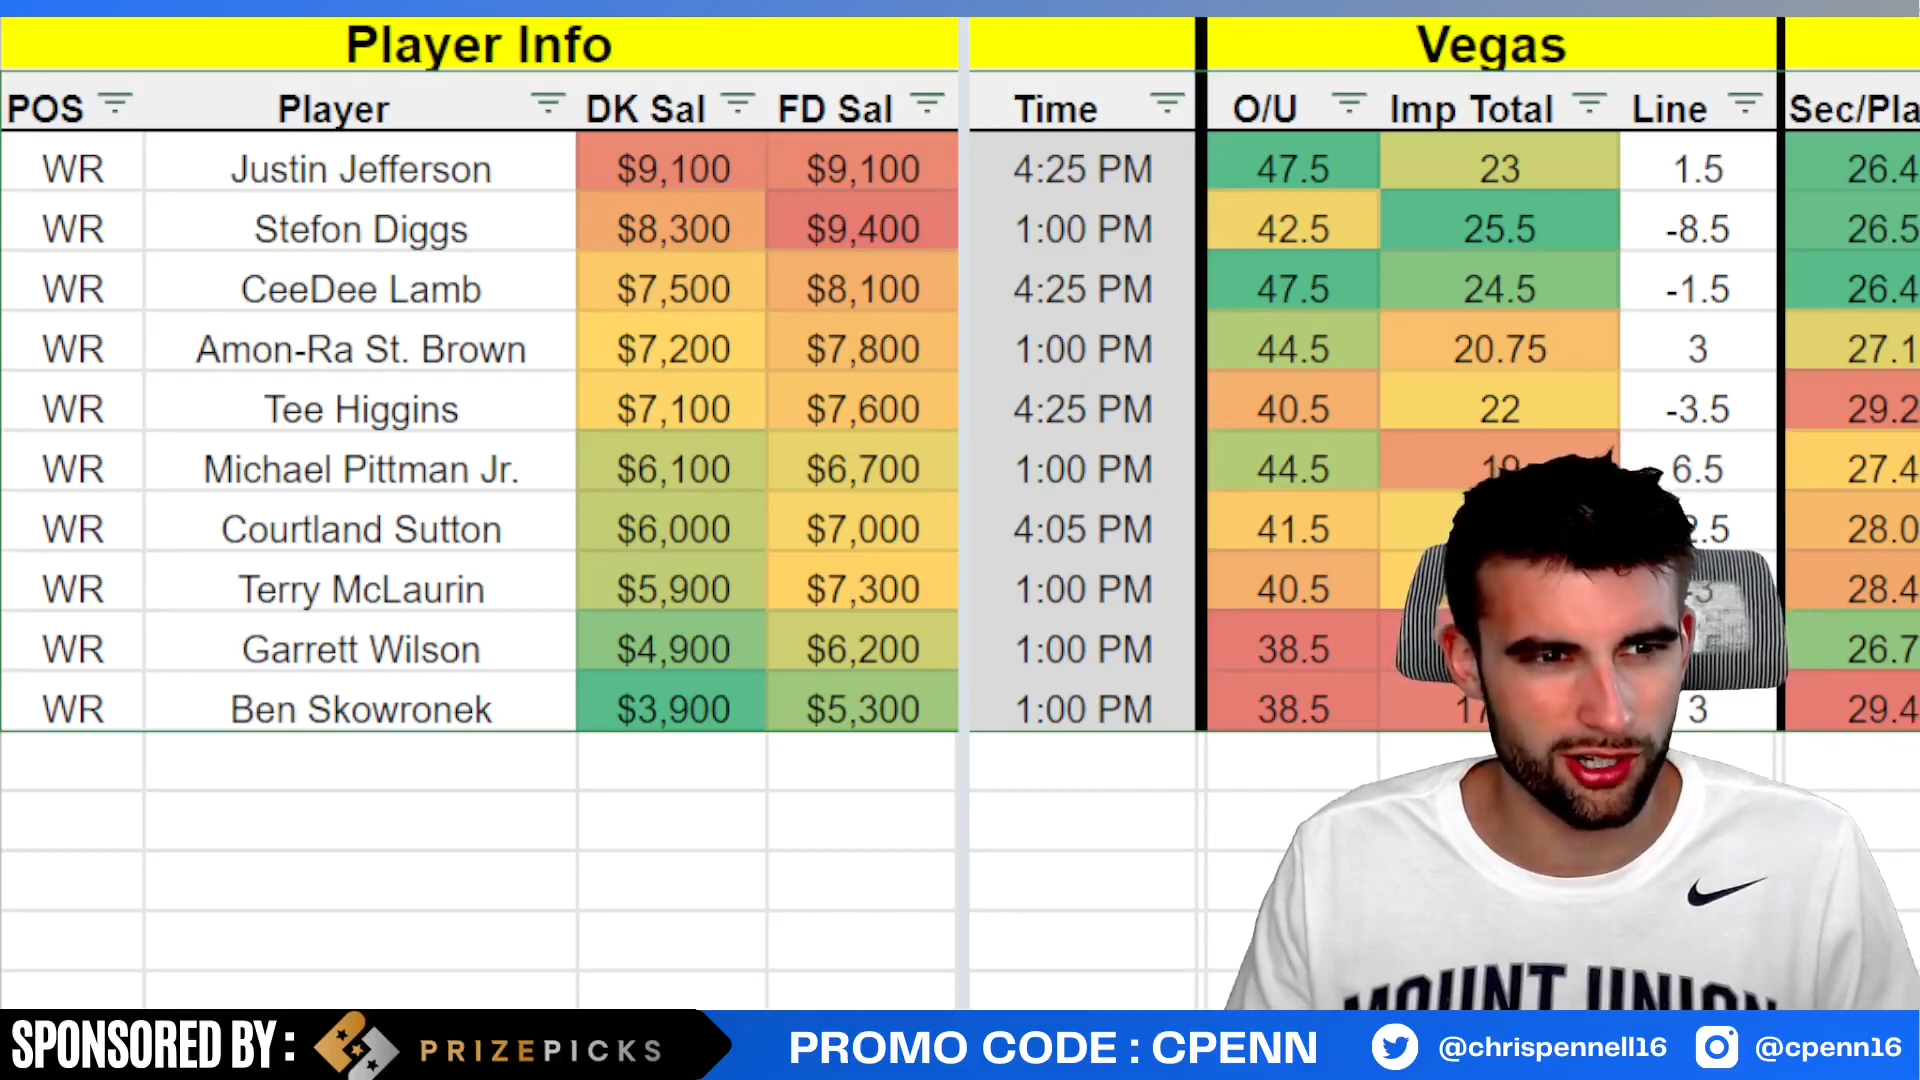 Player Info Vegas
POS Player DK Sal FD Sal Time O/U Imp Total Line Sec/Pla
WR Justin Jefferson $9,100 $9,100 4:25 PM 47.5 23 1.5 26.4
WR Stefon Diggs $8,300 $9,400 1:00 PM 42.5 25.5 -8.5 26.5
WR CeeDee Lamb $7,500 $8,100 4:25 PM 47.5 24.5 -1.5 26.4
WR Amon-Ra St. Brown $7,200 $7,800 1:00 PM 44.5 20.75 3 27.1
WR Tee Higgins $7,100 $7,600 4:25 PM 40.5 22 -3.5 29.2
WR Michael Pittman Jr. $6,100 $6,700 1:00 PM 44.5 19 6.5 27.4
WR Courtland Sutton $6,000 $7,000 4:05 PM 41.5 2.5 28.0
WR Terry McLaurin $5,900 $7,300 1:00 PM 40.5 -3 28.4
WR Garrett Wilson $4,900 $6,200 1:00 PM 38.5 26.7
WR Ben Skowronek $3,900 $5,300 1:00 PM 38.5 3 29.4
MOUNT UNION
SPONSORED BY : PRIZEPICKS PROMO CODE : CPENN @chrispennell16 @cpenn16